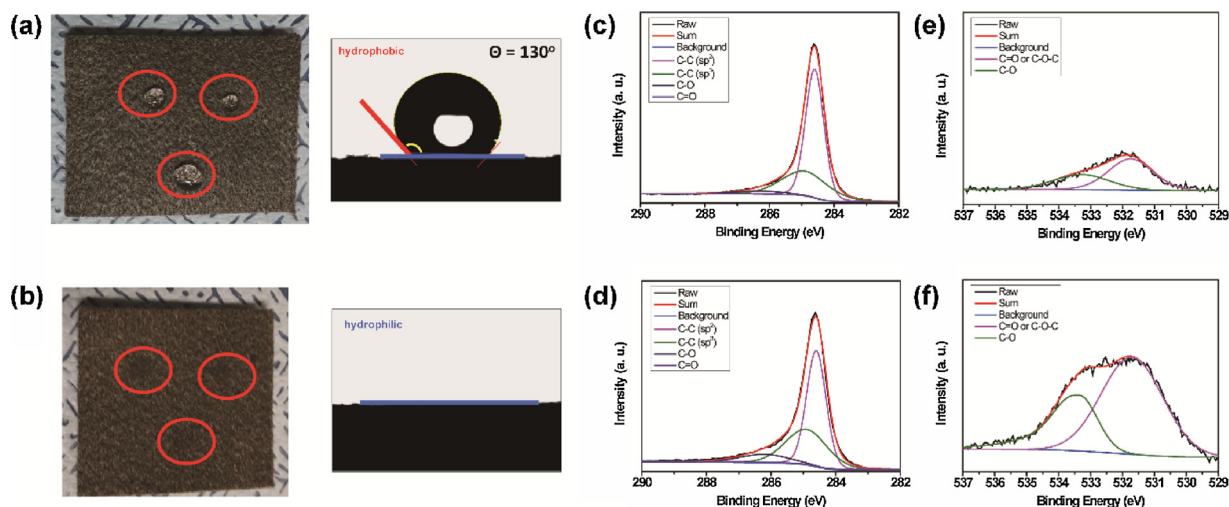 (a)
hydrophobic
Θ = 130°
(b)
hydrophilic
(c)
Raw
Sum
Background
C-C (sp²)
C-C (sp³)
C-O
C=O
Intensity (a. u.)
290 288 286 284 282
Binding Energy (eV)
(d)
Raw
Sum
Background
C-C (sp²)
C-C (sp³)
C-O
C=O
Intensity (a. u.)
290 288 286 284 282
Binding Energy (eV)
(e)
Raw
Sum
Background
C=O or C-O-C
C-O
Intensity (a. u.)
537 536 535 534 533 532 531 530 529
Binding Energy (eV)
(f)
Raw
Sum
Background
C=O or C-O-C
C-O
Intensity (a. u.)
537 536 535 534 533 532 531 530 529
Binding Energy (eV)